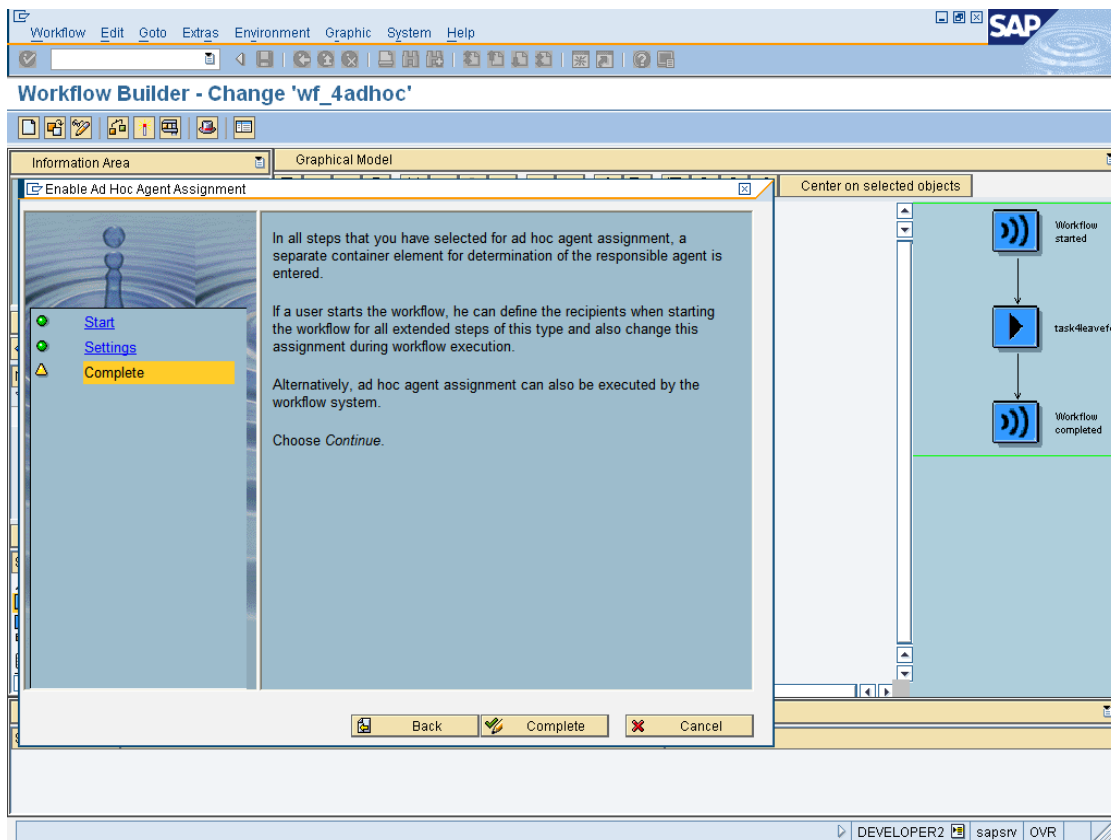 Workflow Edit Goto Extras Environment Graphic System Help
SAP
Workflow Builder - Change 'wf_4adhoc'
Information Area
Graphical Model
Enable Ad Hoc Agent Assignment
Center on selected objects
Start
Settings
Complete
In all steps that you have selected for ad hoc agent assignment, a
separate container element for determination of the responsible agent is
entered.
If a user starts the workflow, he can define the recipients when starting
the workflow for all extended steps of this type and also change this
assignment during workflow execution.
Alternatively, ad hoc agent assignment can also be executed by the
workflow system.
Choose Continue.
Workflow
started
task4leavefo
Workflow
completed
Back
Complete
Cancel
DEVELOPER2
sapsrv
OVR